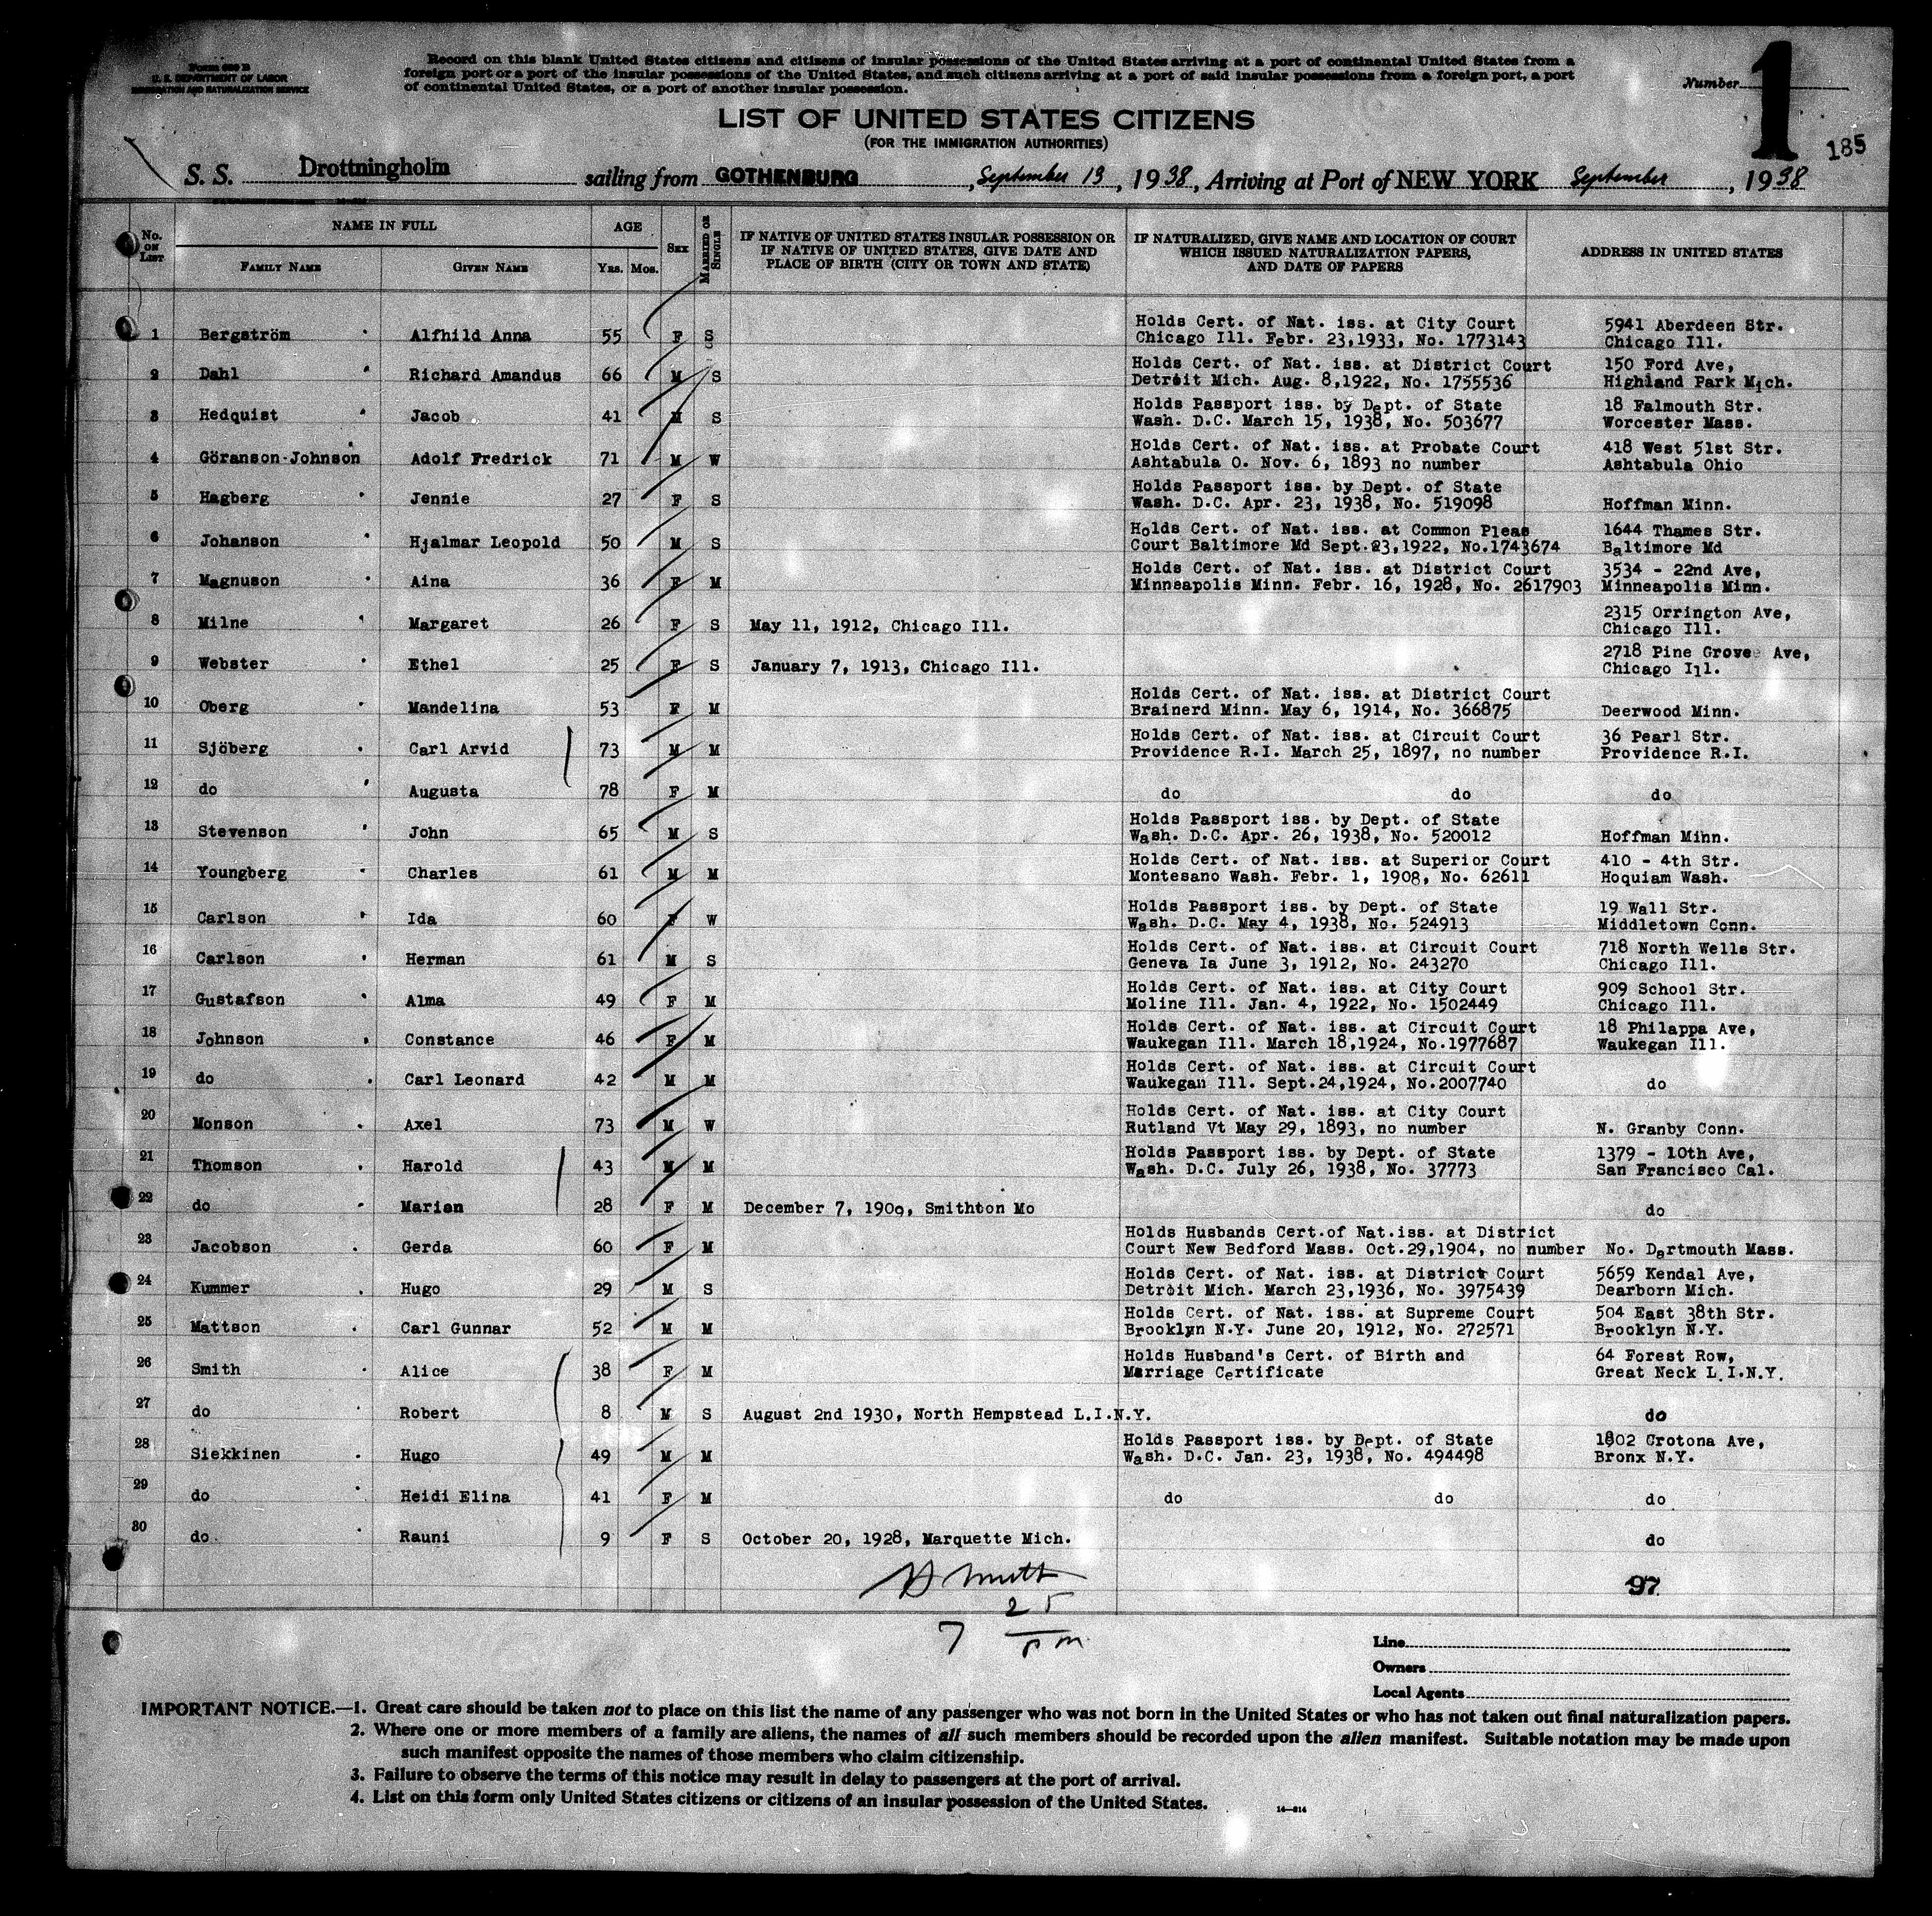 Form 630 B
U. S. DEPARTMENT OF LABOR
IMMIGRATION AND NATURALIZATION SERVICE
Record on this blank United States citizens and citizens of insular possessions of the United States arriving at a port of continental United States from a
foreign port or a port of the insular possessions of the United States, and such citizens arriving at a port of said insular possessions from a foreign port, a port
of continental United States, or a port of another insular possession.
Number 1
185
LIST OF UNITED STATES CITIZENS
(FOR THE IMMIGRATION AUTHORITIES)
S. S. Drottningholm sailing from GOTHENBURG, September 13, 1938, Arriving at Port of NEW YORK September, 1938
No. ON LIST NAME IN FULL FAMILY NAME GIVEN NAME AGE YRS. MOS. SEX MARRIED OR SINGLE
IF NATIVE OF UNITED STATES INSULAR POSSESSION OR
IF NATIVE OF UNITED STATES, GIVE DATE AND
PLACE OF BIRTH (CITY OR TOWN AND STATE)
IF NATURALIZED, GIVE NAME AND LOCATION OF COURT
WHICH ISSUED NATURALIZATION PAPERS,
AND DATE OF PAPERS
ADDRESS IN UNITED STATES
Holds Cert. of Nat. iss. at City Court 5941 Aberdeen Str.
1 Bergström Alfhild Anna 55 F S Chicago Ill. Febr. 23,1933, No. 1773143 Chicago Ill.
Holds Cert. of Nat. iss. at District Court 150 Ford Ave,
2 Dahl Richard Amandus 66 M S Detroit Mich. Aug. 8,1922, No. 1755536 Highland Park Mich.
Holds Passport iss. by Dept. of State 18 Falmouth Str.
3 Hedquist Jacob 41 M S Wash. D.C. March 15, 1938, No. 503677 Worcester Mass.
Holds Cert. of Nat. iss. at Probate Court 418 West 51st Str.
4 Göranson-Johnson Adolf Fredrick 71 M W Ashtabula O. Nov. 6, 1893 no number Ashtabula Ohio
Holds Passport iss. by Dept. of State
5 Hagberg Jennie 27 F S Wash. D.C. Apr. 23, 1938, No. 519098 Hoffman Minn.
Holds Cert. of Nat. iss. at Common Pleas 1644 Thames Str.
6 Johanson Hjalmar Leopold 50 M S Court Baltimore Md Sept.23,1922, No.1743674 Baltimore Md
Holds Cert. of Nat. iss. at District Court 3534 - 22nd Ave,
7 Magnuson Aina 36 F M Minneapolis Minn. Febr. 16, 1928, No. 2617903 Minneapolis Minn.
2315 Orrington Ave,
8 Milne Margaret 26 F S May 11, 1912, Chicago Ill. Chicago Ill.
2718 Pine Grove Ave,
9 Webster Ethel 25 F S January 7, 1913, Chicago Ill. Chicago Ill.
Holds Cert. of Nat. iss. at District Court
10 Oberg Mandelina 53 F M Brainerd Minn. May 6, 1914, No. 366875 Deerwood Minn.
Holds Cert. of Nat. iss. at Circuit Court 36 Pearl Str.
11 Sjöberg Carl Arvid 73 M M Providence R.I. March 25, 1897, no number Providence R.I.
12 do Augusta 78 F M do do do
Holds Passport iss. by Dept. of State
13 Stevenson John 65 M S Wash. D.C. Apr. 26, 1938, No. 520012 Hoffman Minn.
Holds Cert. of Nat. iss. at Superior Court 410 - 4th Str.
14 Youngberg Charles 61 M M Montesano Wash. Febr. 1, 1908, No. 62611 Hoquiam Wash.
Holds Passport iss. by Dept. of State 19 Wall Str.
15 Carlson Ida 60 F W Wash. D.C. May 4, 1938, No. 524913 Middletown Conn.
Holds Cert. of Nat. iss. at Circuit Court 718 North Wells Str.
16 Carlson Herman 61 M S Geneva Ia June 3, 1912, No. 243270 Chicago Ill.
Holds Cert. of Nat. iss. at City Court 909 School Str.
17 Gustafson Alma 49 F M Moline Ill. Jan. 4, 1922, No. 1502449 Chicago Ill.
Holds Cert. of Nat. iss. at Circuit Court 18 Philappa Ave,
18 Johnson Constance 46 F M Waukegan Ill. March 18,1924, No.1977687 Waukegan Ill.
Holds Cert. of Nat. iss. at Circuit Court
19 do Carl Leonard 42 M M Waukegan Ill. Sept.24,1924, No.2007740 do
Holds Cert. of Nat. iss. at City Court
20 Monson Axel 73 M W Rutland Vt May 29, 1893, no number N. Granby Conn.
Holds Passport iss. by Dept. of State 1379 - 10th Ave,
21 Thomson Harold 43 M M Wash. D.C. July 26, 1938, No. 37773 San Francisco Cal.
22 do Marian 28 F M December 7, 1909, Smithton Mo do
Holds Husbands Cert.of Nat.iss. at District
23 Jacobson Gerda 60 F M Court New Bedford Mass. Oct.29,1904, no number No. Dartmouth Mass.
Holds Cert. of Nat. iss. at District Court 5659 Kendal Ave,
24 Kummer Hugo 29 M S Detroit Mich. March 23,1936, No. 3975439 Dearborn Mich.
Holds Cert. of Nat. iss. at Supreme Court 504 East 38th Str.
25 Mattson Carl Gunnar 52 M M Brooklyn N.Y. June 20, 1912, No. 272571 Brooklyn N.Y.
Holds Husband's Cert. of Birth and 64 Forest Row,
26 Smith Alice 38 F M Marriage Certificate Great Neck L.I.N.Y.
27 do Robert 8 M S August 2nd 1930, North Hempstead L.I.N.Y. do
Holds Passport iss. by Dept. of State 1802 Crotona Ave,
28 Siekkinen Hugo 49 M M Wash. D.C. Jan. 23, 1938, No. 494498 Bronx N.Y.
29 do Heidi Elina 41 F M do do do
30 do Rauni 9 F S October 20, 1928, Marquette Mich. do
97
7 25
pm
Line
Owners
Local Agents
IMPORTANT NOTICE.—1. Great care should be taken not to place on this list the name of any passenger who was not born in the United States or who has not taken out final naturalization papers.
2. Where one or more members of a family are aliens, the names of all such members should be recorded upon the alien manifest. Suitable notation may be made upon
such manifest opposite the names of those members who claim citizenship.
3. Failure to observe the terms of this notice may result in delay to passengers at the port of arrival.
4. List on this form only United States citizens or citizens of an insular possession of the United States.
14—214